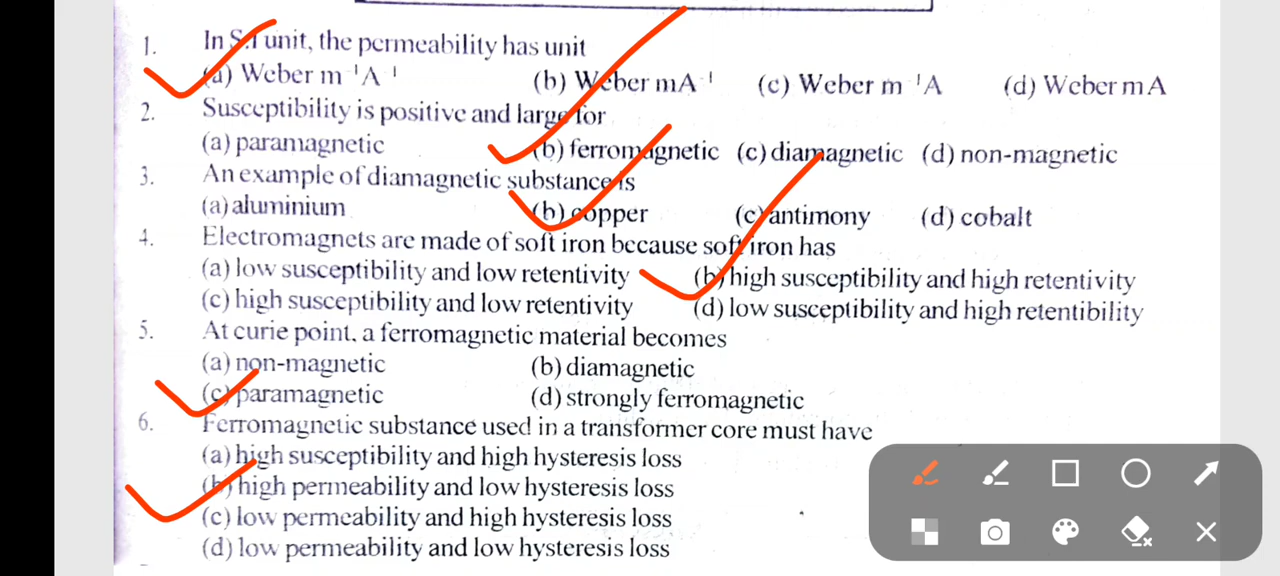 1. In S.I unit, the permeability has unit
(a) Weber m⁻¹A⁻¹ (b) Weber mA⁻¹ (c) Weber m⁻¹A (d) Weber mA
2. Susceptibility is positive and large for
(a) paramagnetic (b) ferromagnetic (c) diamagnetic (d) non-magnetic
3. An example of diamagnetic substance is
(a) aluminium (b) copper (c) antimony (d) cobalt
4. Electromagnets are made of soft iron because soft iron has
(a) low susceptibility and low retentivity (b) high susceptibility and high retentivity
(c) high susceptibility and low retentivity (d) low susceptibility and high retentibility
5. At curie point, a ferromagnetic material becomes
(a) non-magnetic (b) diamagnetic
(c) paramagnetic (d) strongly ferromagnetic
6. Ferromagnetic substance used in a transformer core must have
(a) high susceptibility and high hysteresis loss
(b) high permeability and low hysteresis loss
(c) low permeability and high hysteresis loss
(d) low permeability and low hysteresis loss